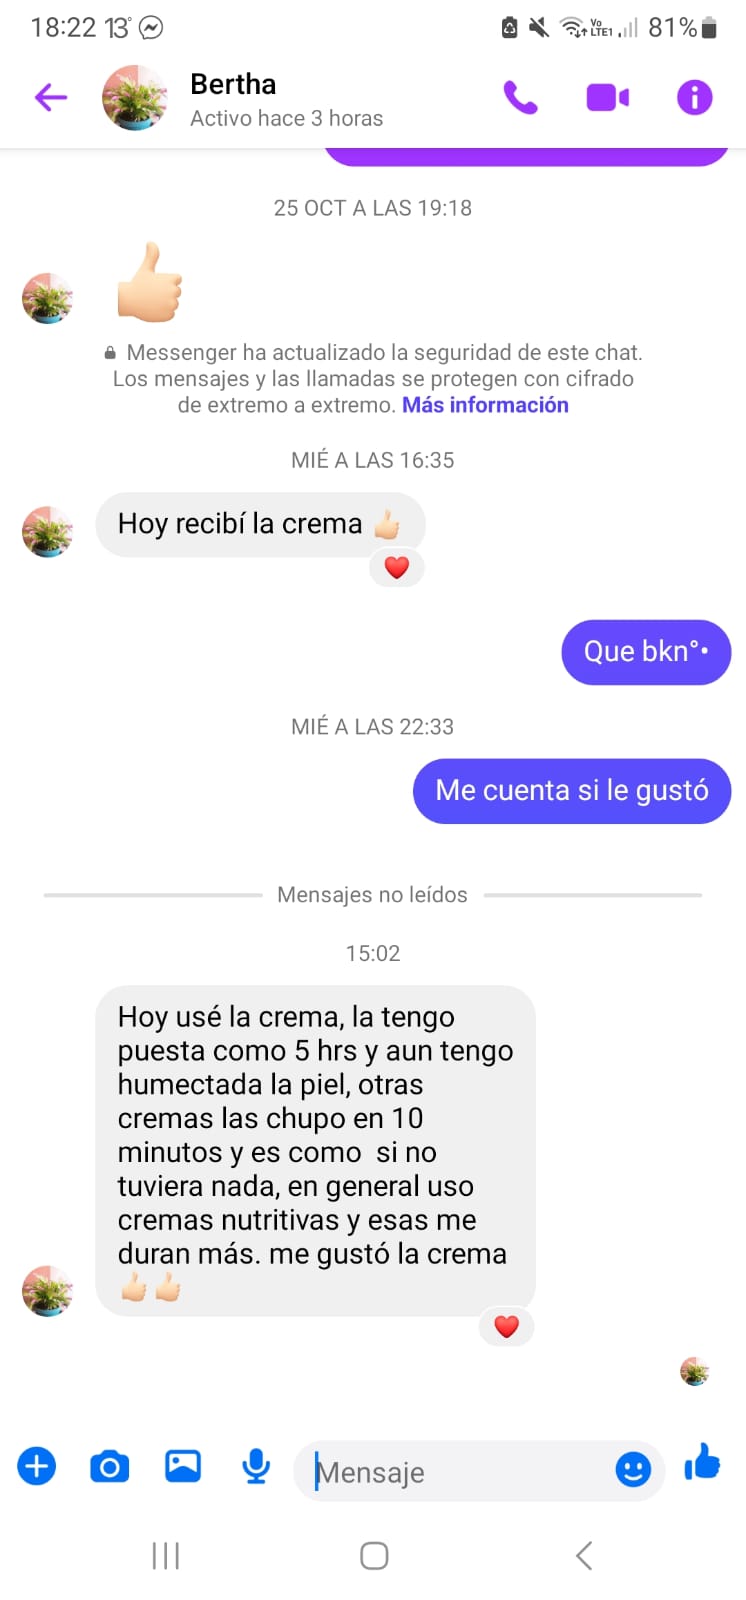 18:22 13° Vo LTE1 81%
Bertha
Activo hace 3 horas
25 OCT A LAS 19:18
Messenger ha actualizado la seguridad de este chat.
Los mensajes y las llamadas se protegen con cifrado
de extremo a extremo. Más información
MIÉ A LAS 16:35
Hoy recibí la crema 👍🏻
Que bkn°•
MIÉ A LAS 22:33
Me cuenta si le gustó
Mensajes no leídos
15:02
Hoy usé la crema, la tengo
puesta como 5 hrs y aun tengo
humectada la piel, otras
cremas las chupo en 10
minutos y es como  si no
tuviera nada, en general uso
cremas nutritivas y esas me
duran más. me gustó la crema
👍🏻👍🏻
Mensaje